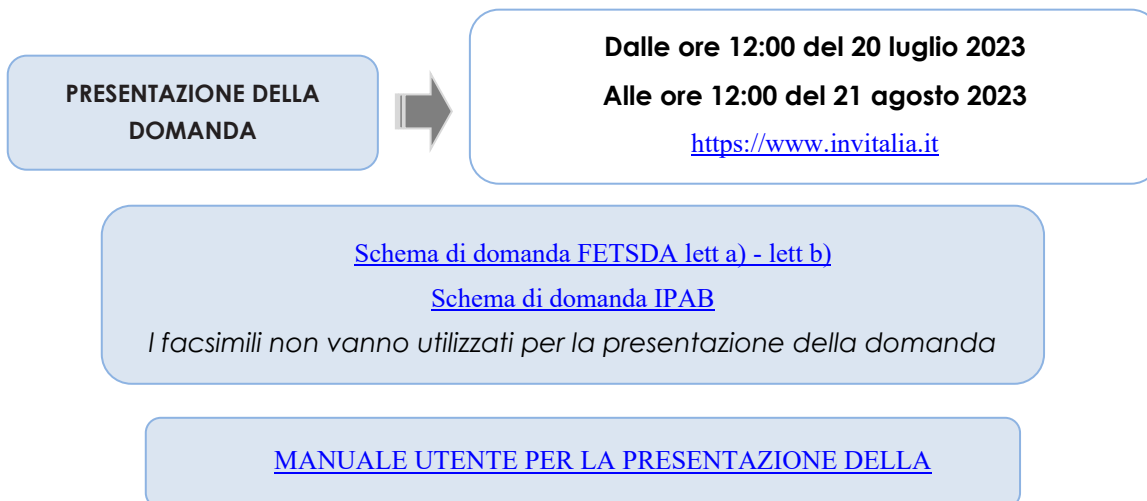 PRESENTAZIONE DELLA
DOMANDA
Dalle ore 12:00 del 20 luglio 2023
Alle ore 12:00 del 21 agosto 2023
https://www.invitalia.it
Schema di domanda FETSDA lett a) - lett b)
Schema di domanda IPAB
I facsimili non vanno utilizzati per la presentazione della domanda
MANUALE UTENTE PER LA PRESENTAZIONE DELLA